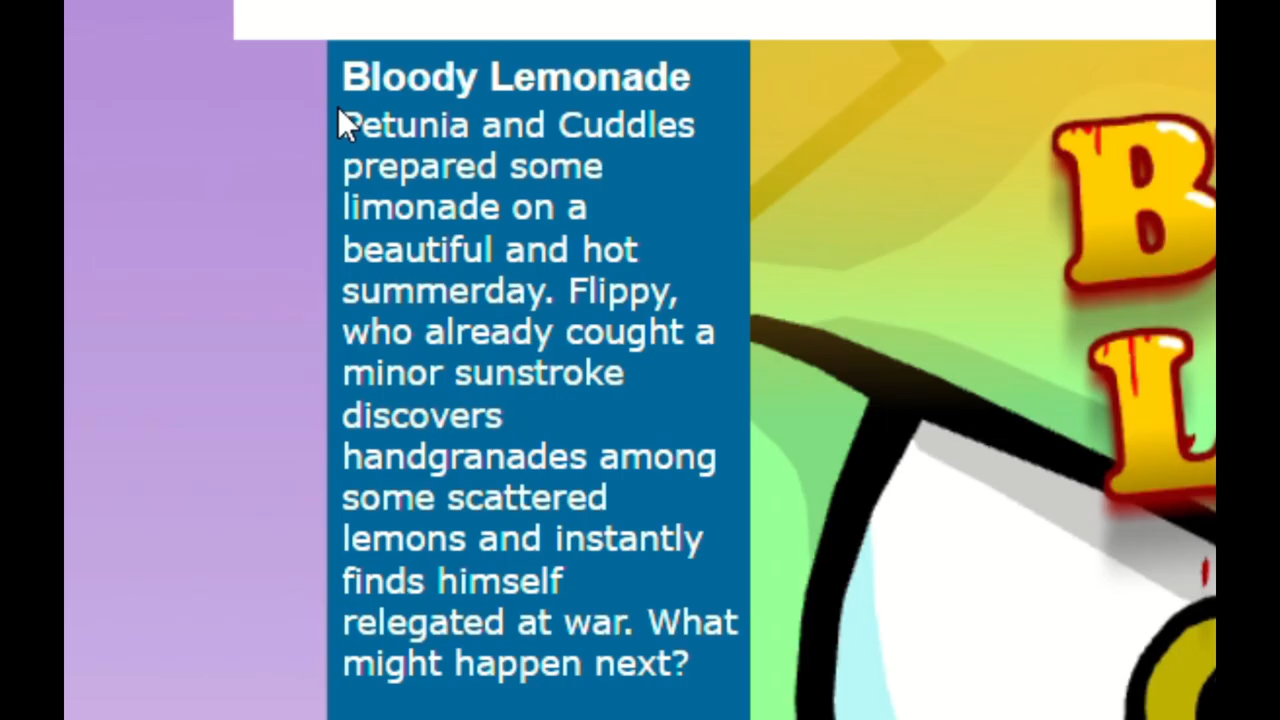 Bloody Lemonade
Petunia and Cuddles
prepared some
limonade on a
beautiful and hot
summerday. Flippy,
who already cought a
minor sunstroke
discovers
handgranades among
some scattered
lemons and instantly
finds himself
relegated at war. What
might happen next?
B
L